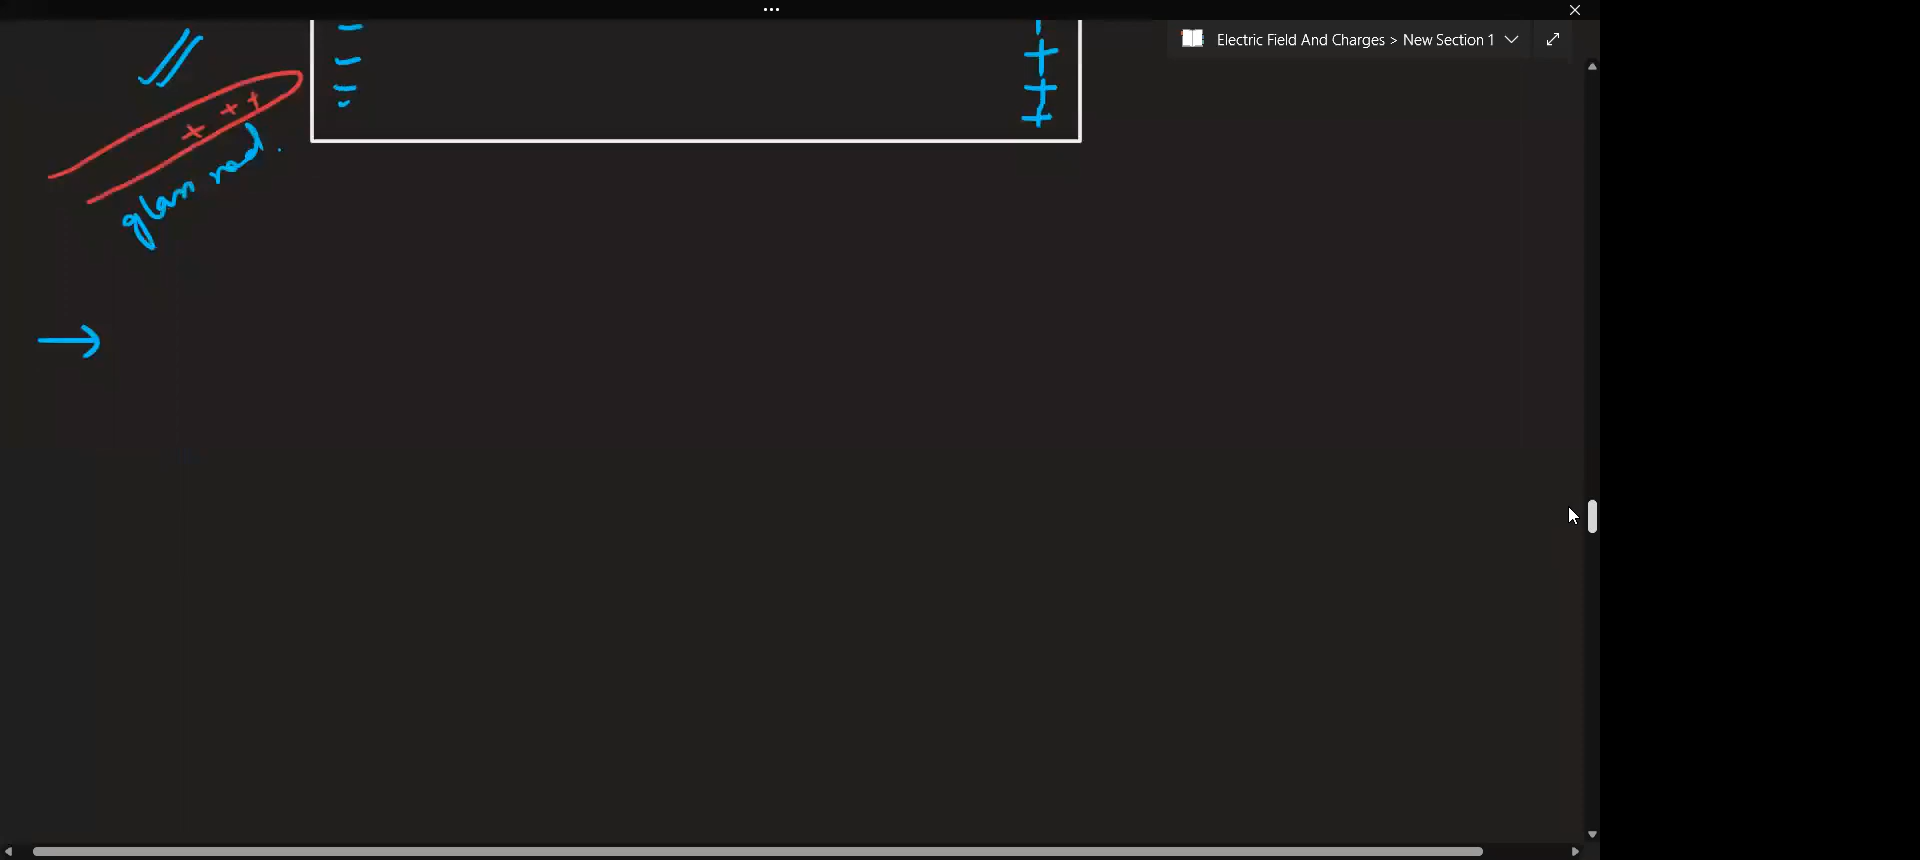 Electric Field And Charges > New Section 1
− +
− +
− +
− +
+ + +
glass rod.
→